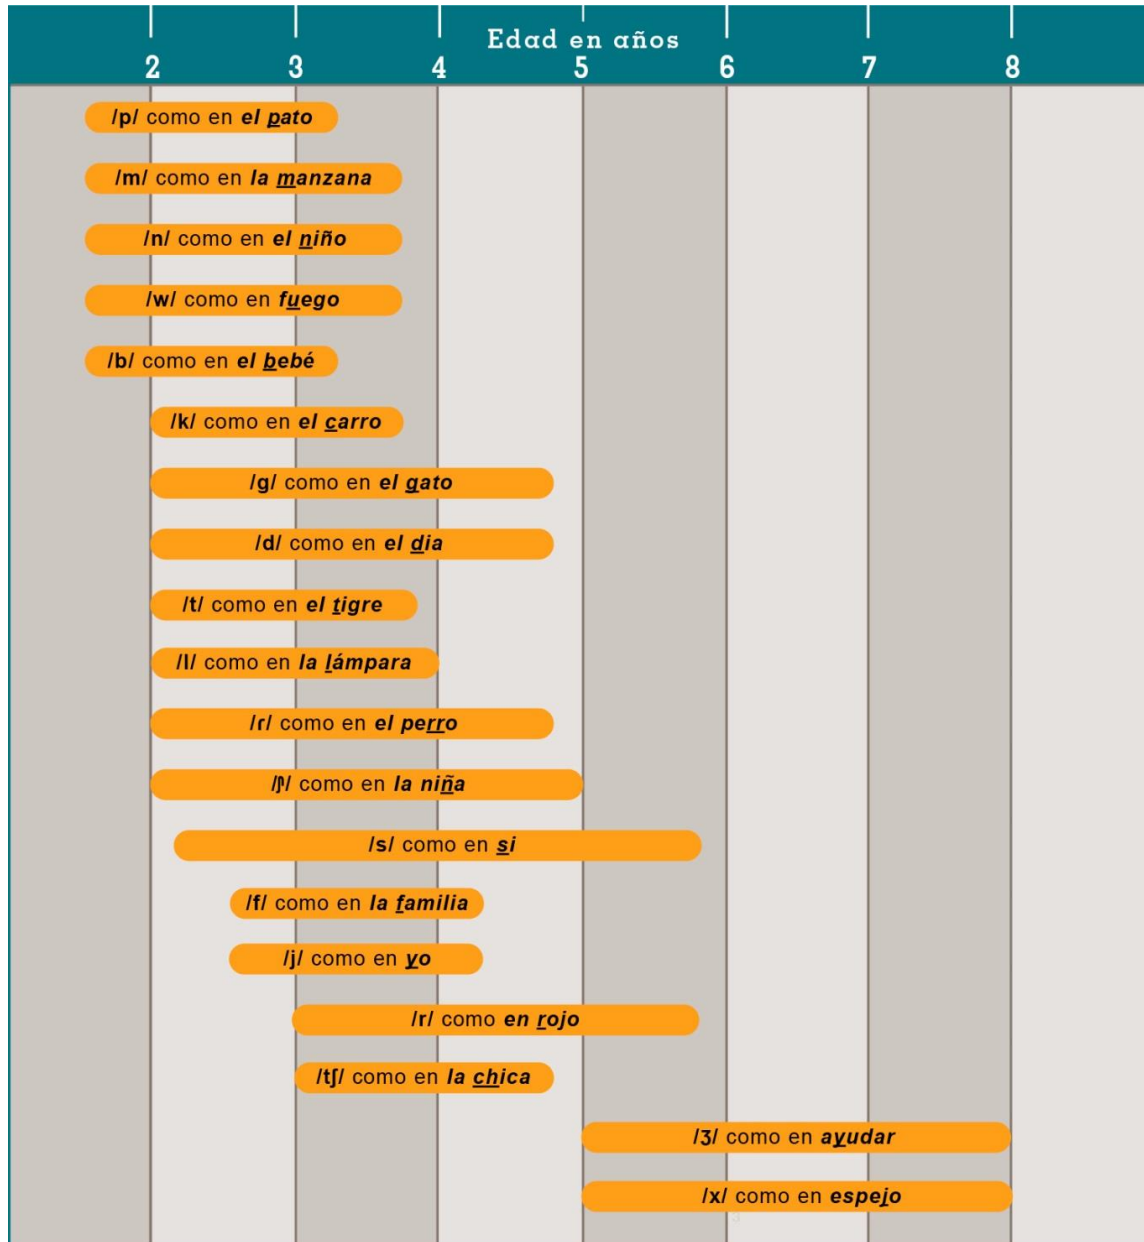 Edad en años
2 3 4 5 6 7 8
/p/ como en el pato
/m/ como en la manzana
/n/ como en el niño
/w/ como en fuego
/b/ como en el bebé
/k/ como en el carro
/g/ como en el gato
/d/ como en el dia
/t/ como en el tigre
/l/ como en la lámpara
/ɾ/ como en el perro
como en la niña
/s/ como en si
/f/ como en la familia
/j/ como en yo
/r/ como en rojo
/tʃ/ como en la chica
/ʒ/ como en ayudar
/x/ como en espejo
3